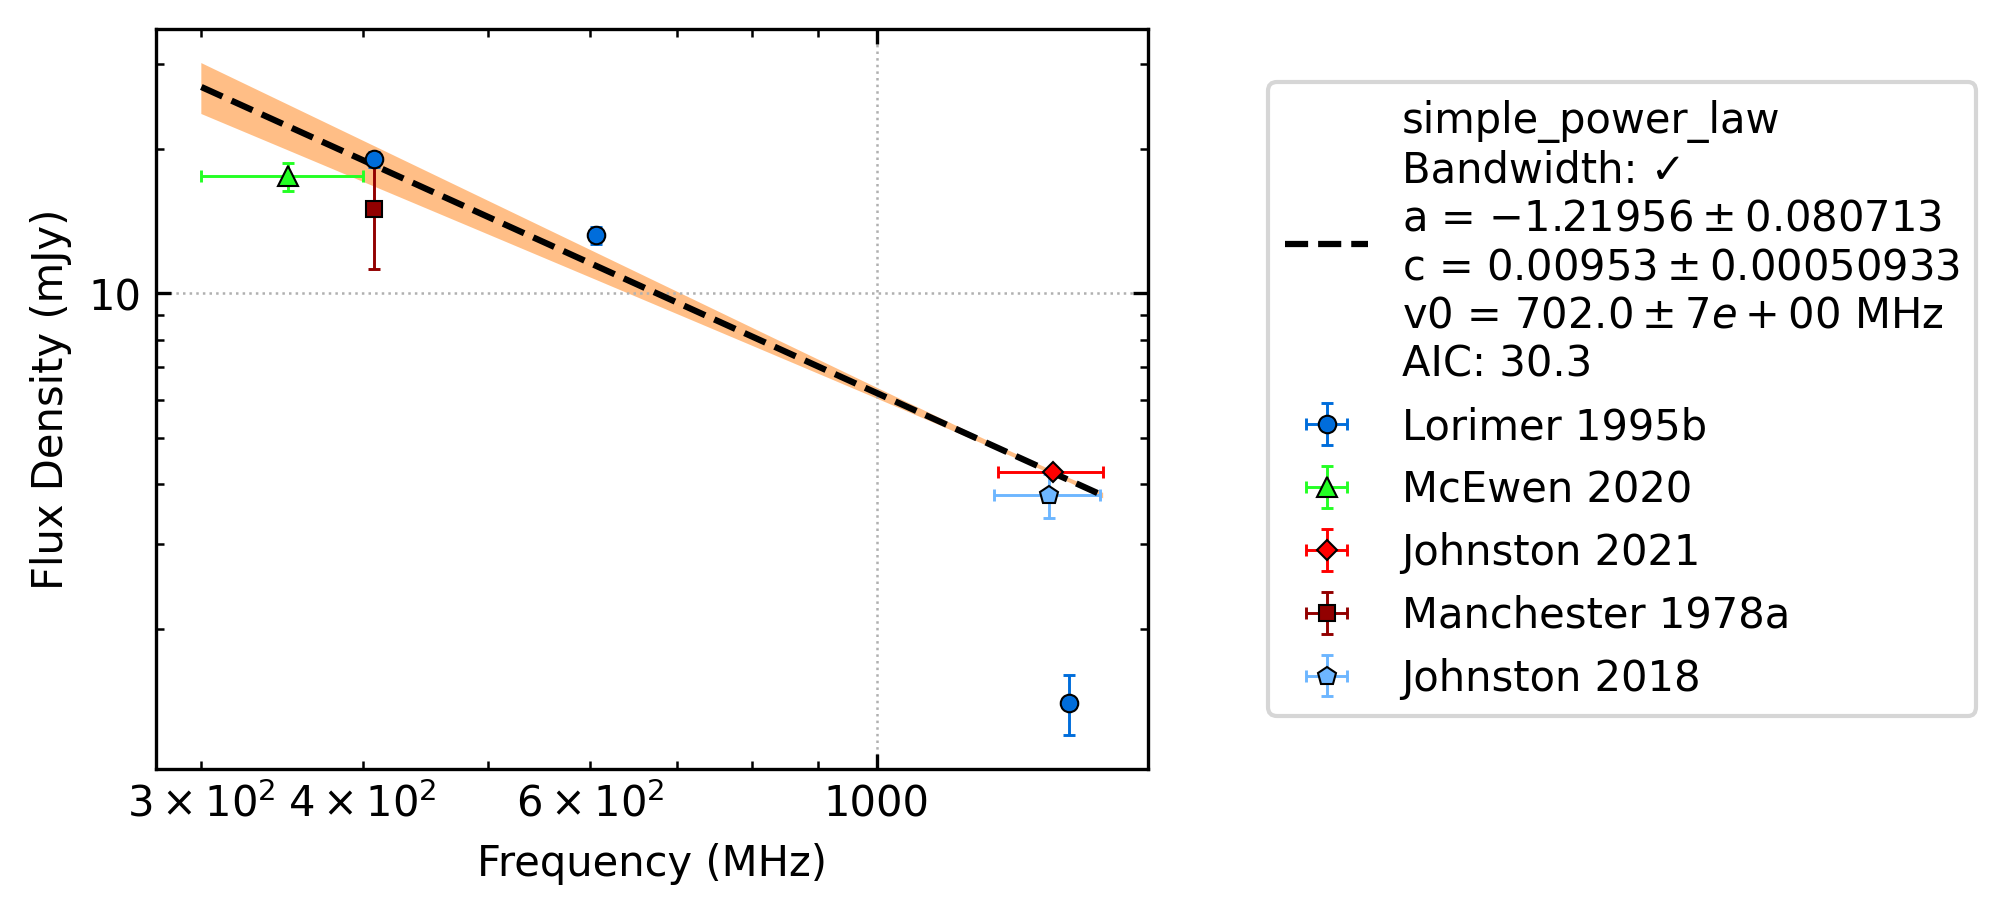 10
3 × 10² 4 × 10² 6 × 10² 1000
Frequency (MHz)
Flux Density (mJy)
simple_power_law
Bandwidth: ✓
a = −1.21956 ± 0.080713
c = 0.00953 ± 0.00050933
v0 = 702.0 ± 7e + 00 MHz
AIC: 30.3
Lorimer 1995b
McEwen 2020
Johnston 2021
Manchester 1978a
Johnston 2018